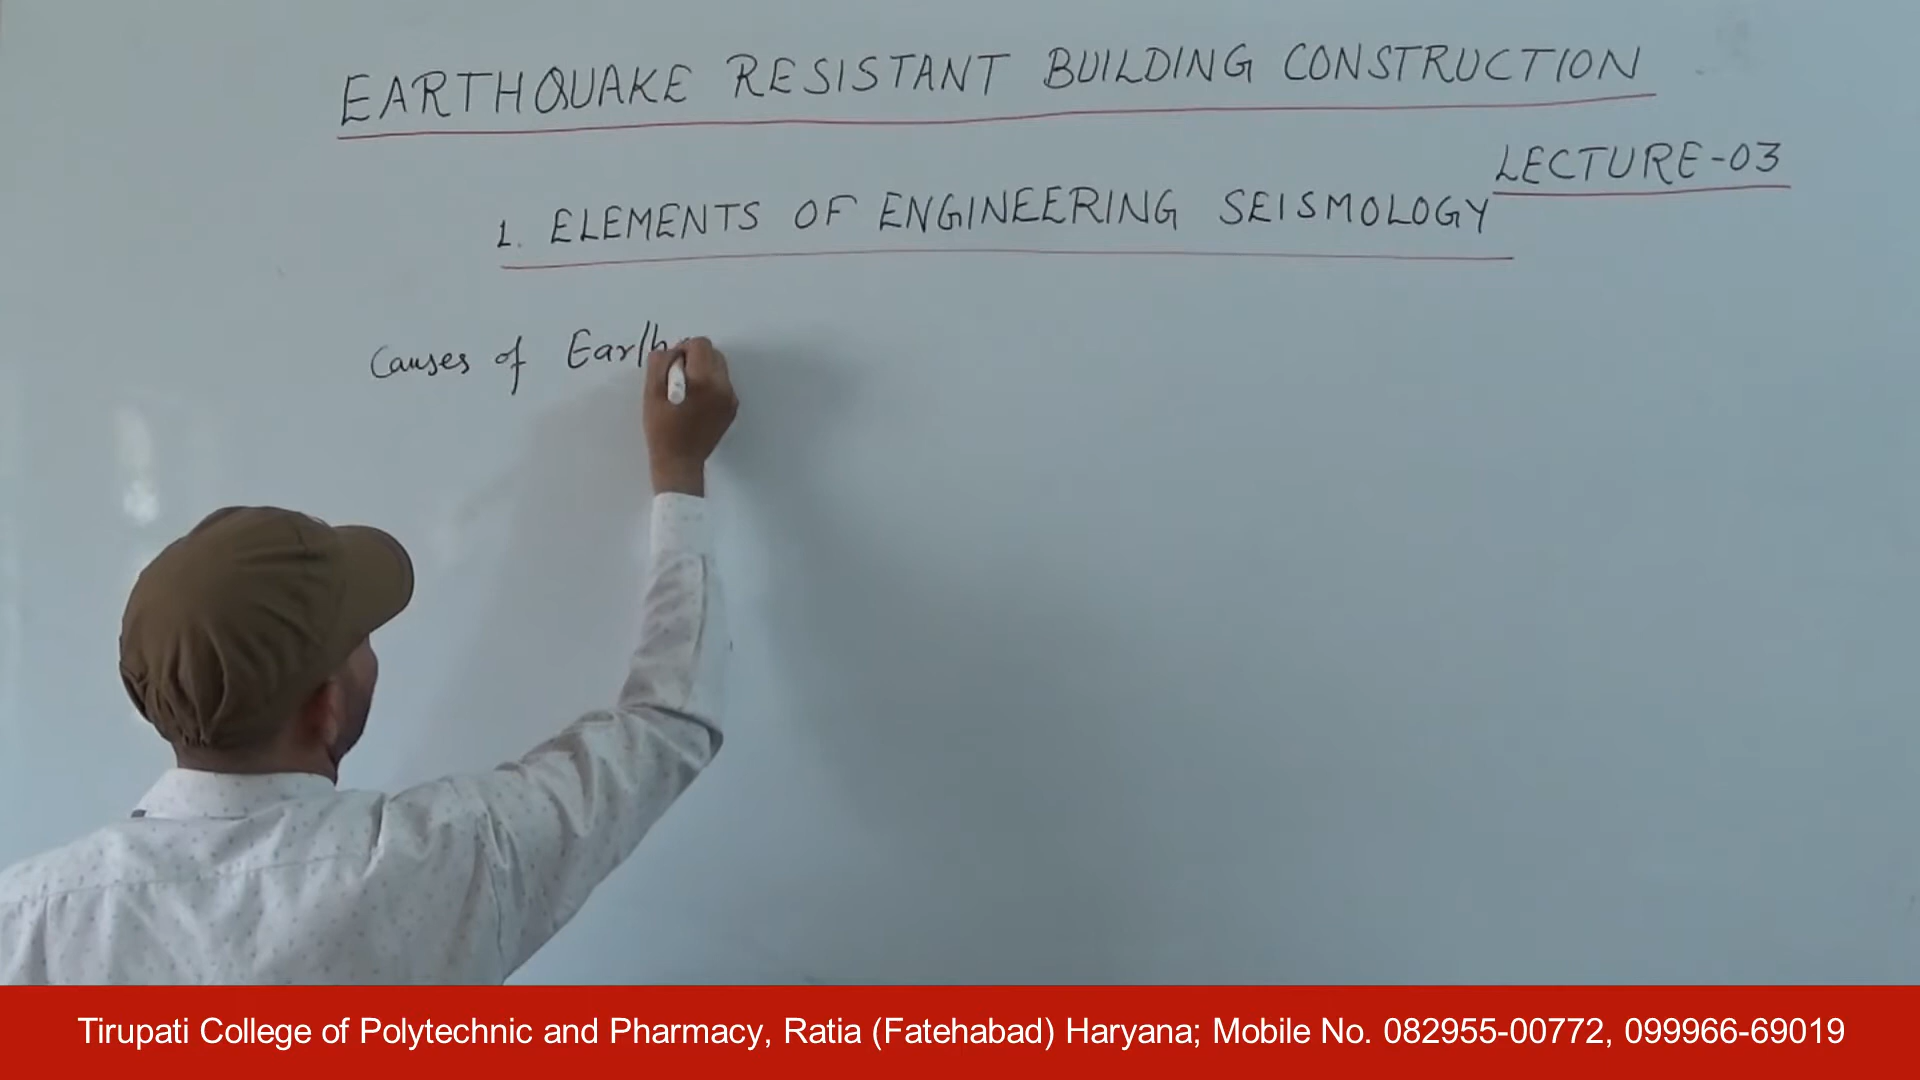 EARTHQUAKE RESISTANT BUILDING CONSTRUCTION
LECTURE-03
1. ELEMENTS OF ENGINEERING SEISMOLOGY
Causes of Earth
Tirupati College of Polytechnic and Pharmacy, Ratia (Fatehabad) Haryana; Mobile No. 082955-00772, 099966-69019